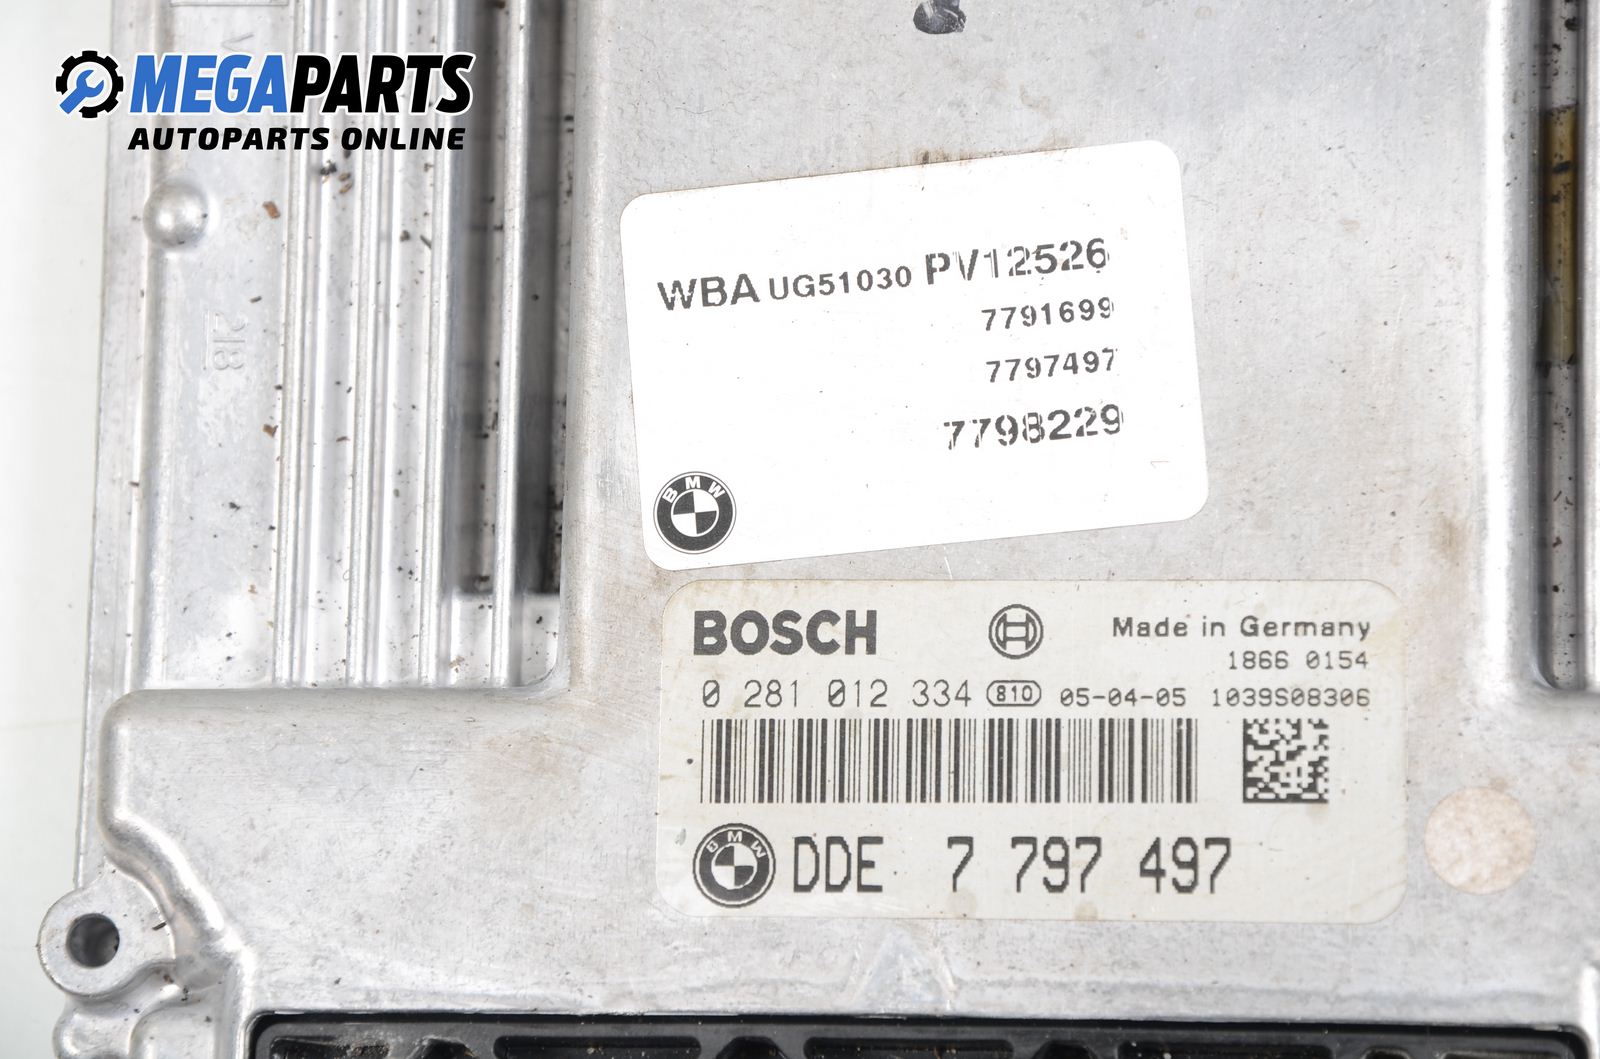 MEGAPARTS
AUTOPARTS ONLINE
WBA UG51030 PV12526
7791699
7797497
7798229
BMW
BOSCH
Made in Germany
1866 0154
0 281 012 334 810 05-04-05 1039S08306
BMW DDE 7 797 497